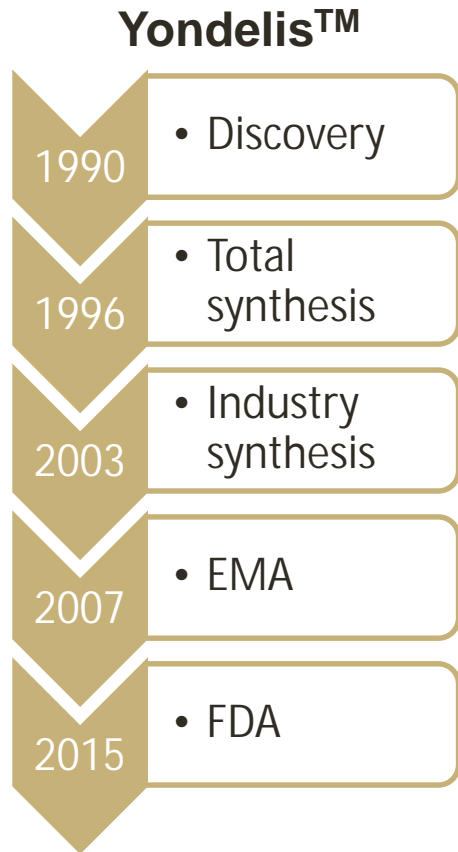 Yondelis™
1990
• Discovery
1996
• Total
synthesis
2003
• Industry
synthesis
2007
• EMA
2015
• FDA